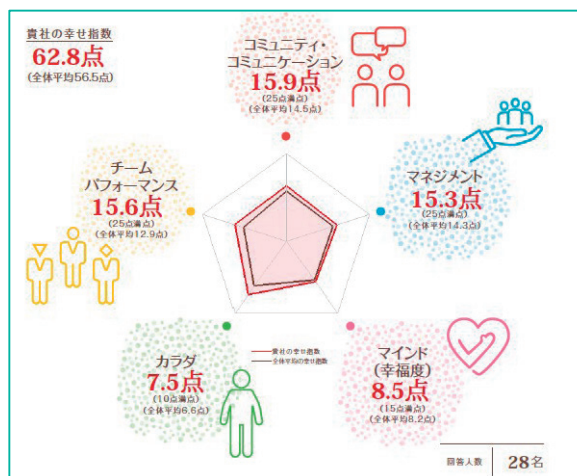 貴社の幸せ指数
62.8点
(全体平均56.5点)
コミュニティ・
コミュニケーション
15.9点
(25点満点)
(全体平均14.5点)
チーム
パフォーマンス
15.6点
(25点満点)
(全体平均12.9点)
マネジメント
15.3点
(25点満点)
(全体平均14.3点)
カラダ
7.5点
(10点満点)
(全体平均6.6点)
貴社の幸せ指数
全体平均の幸せ指数
マインド
(幸福度)
8.5点
(15点満点)
(全体平均8.2点)
回答人数 28名